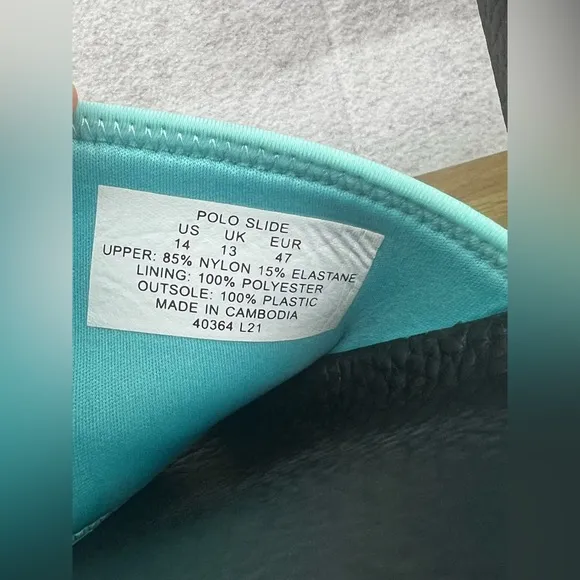 POLO SLIDE
US UK EUR
14 13 47
UPPER: 85% NYLON 15% ELASTANE
LINING: 100% POLYESTER
OUTSOLE: 100% PLASTIC
MADE IN CAMBODIA
40364 L21